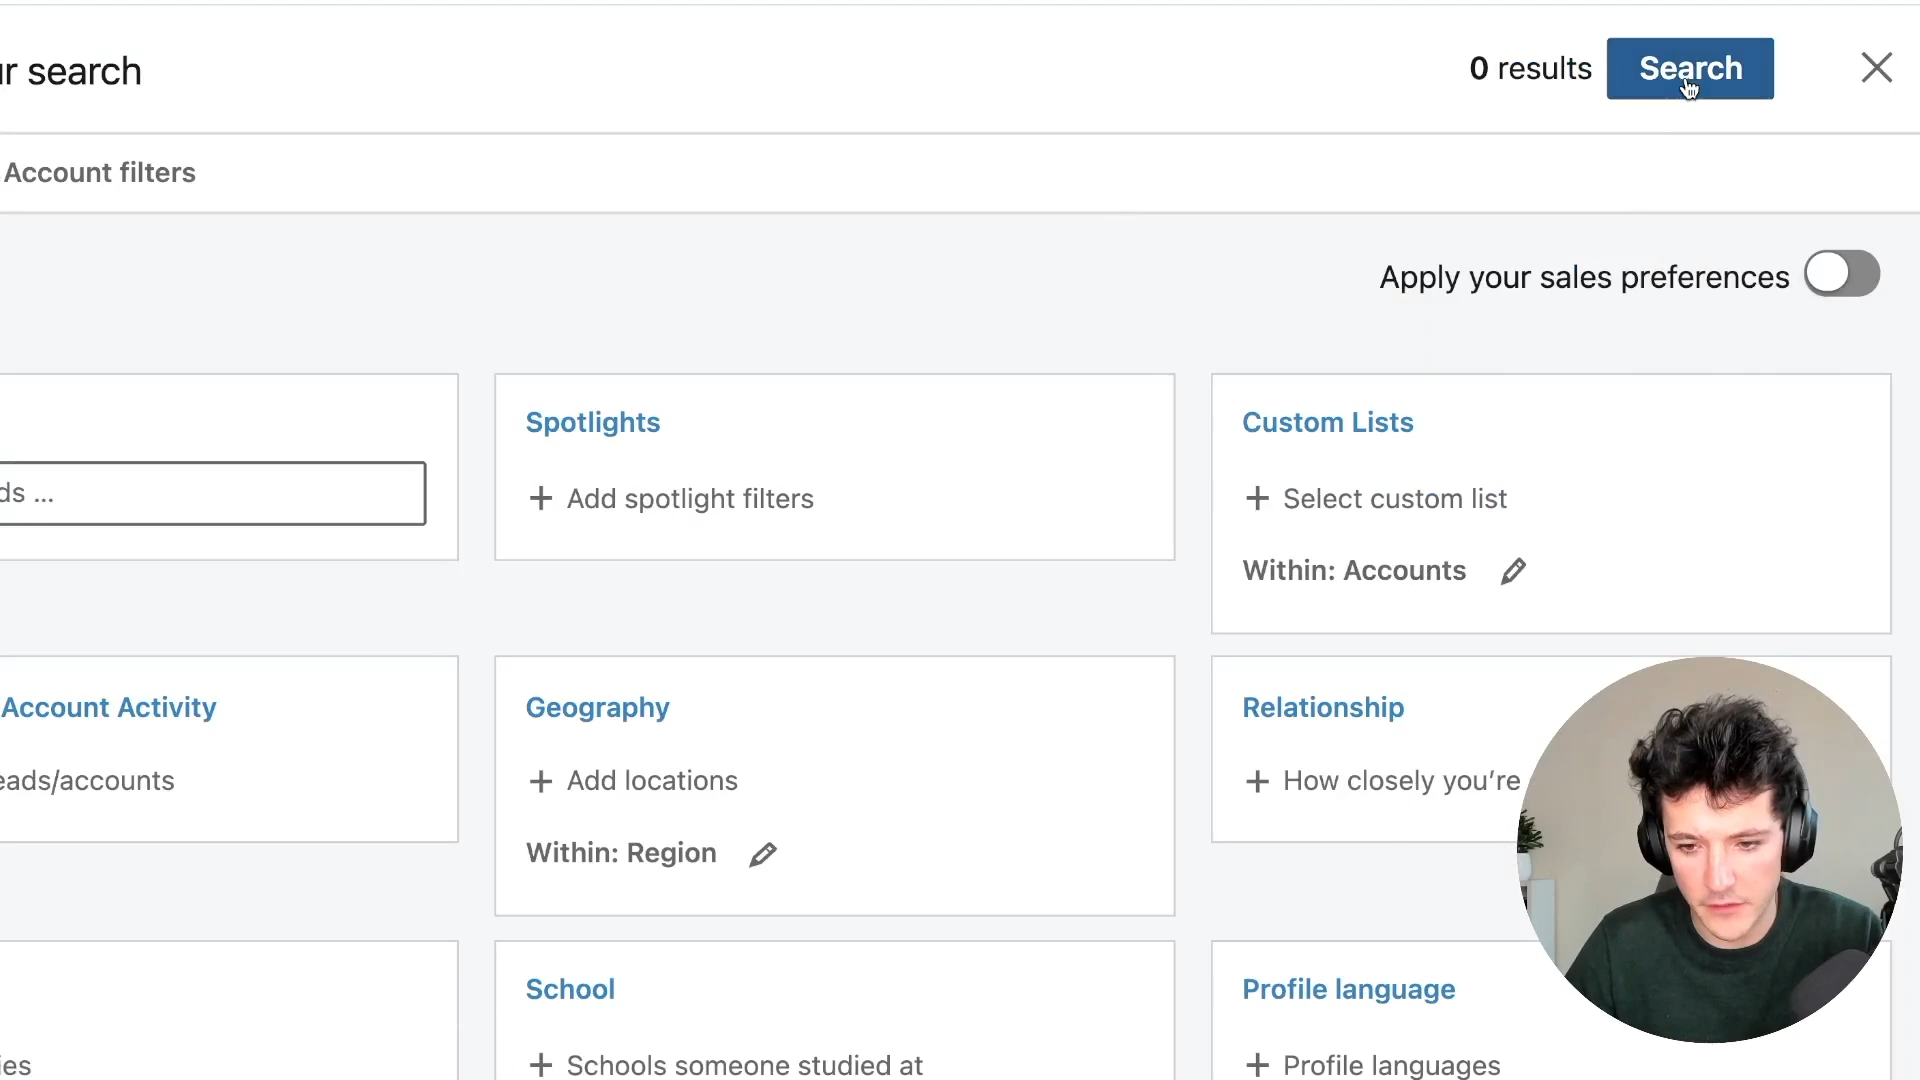 r search
0 results
Search
Account filters
Apply your sales preferences
ds ...
Spotlights
+ Add spotlight filters
Custom Lists
+ Select custom list
Within: Accounts
Account Activity
eads/accounts
Geography
+ Add locations
Within: Region
Relationship
+ How closely you're
School
+ Schools someone studied at
Profile language
+ Profile languages
ies